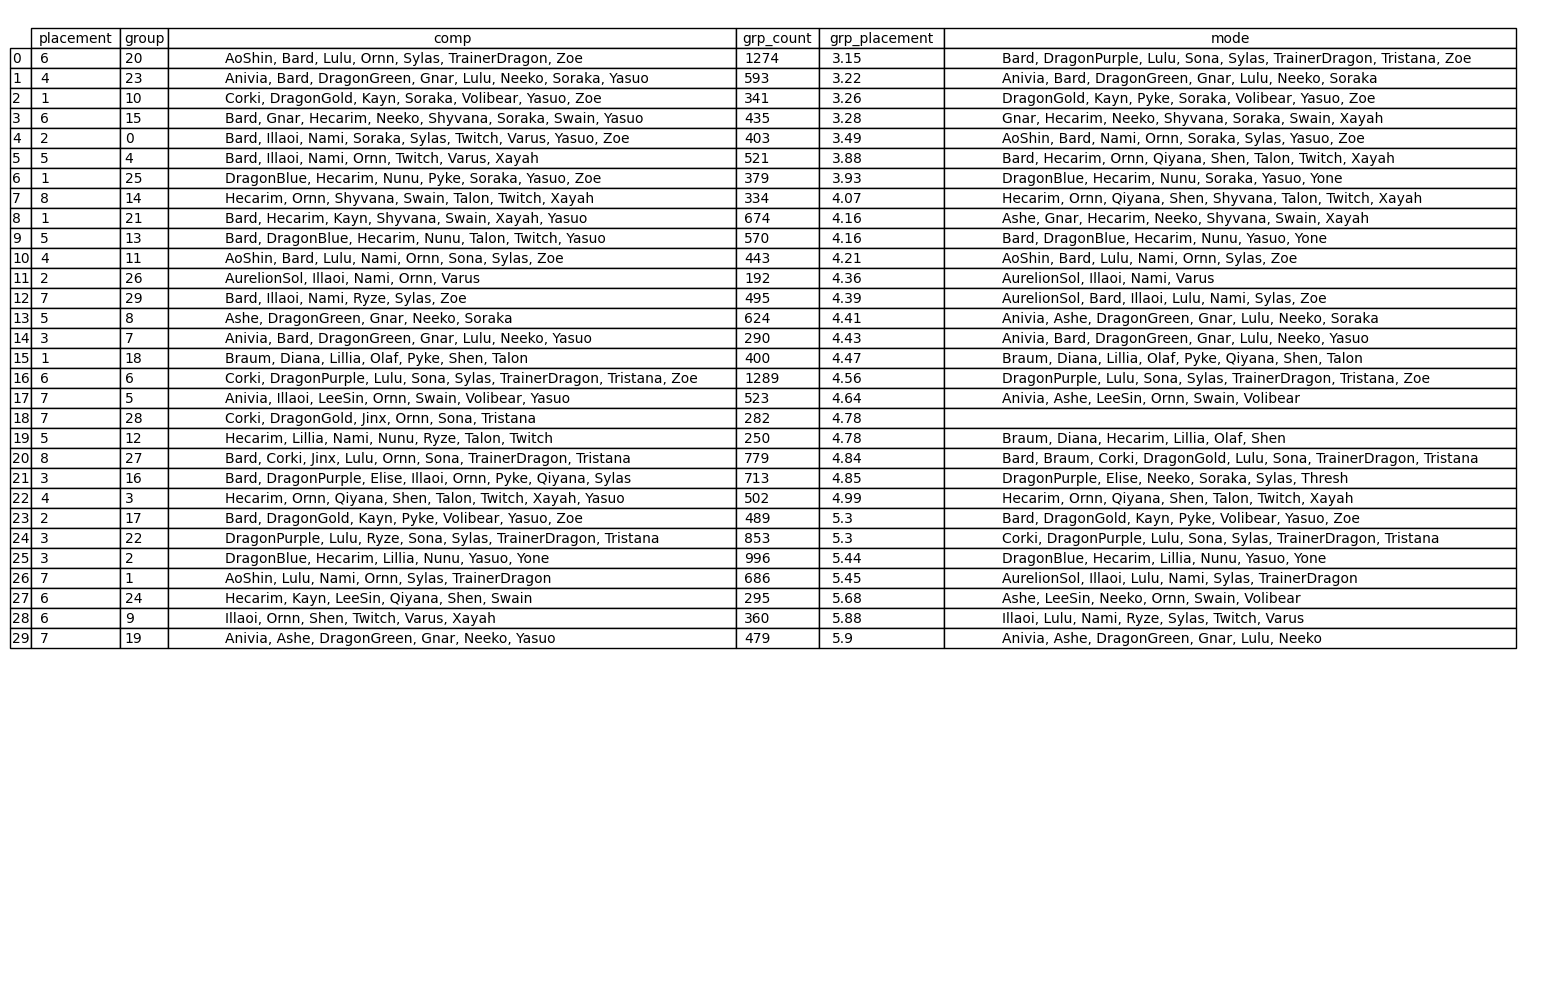 placement group comp grp_count grp_placement mode
0 6 20 AoShin, Bard, Lulu, Ornn, Sylas, TrainerDragon, Zoe 1274 3.15 Bard, DragonPurple, Lulu, Sona, Sylas, TrainerDragon, Tristana, Zoe
1 4 23 Anivia, Bard, DragonGreen, Gnar, Lulu, Neeko, Soraka, Yasuo 593 3.22 Anivia, Bard, DragonGreen, Gnar, Lulu, Neeko, Soraka
2 1 10 Corki, DragonGold, Kayn, Soraka, Volibear, Yasuo, Zoe 341 3.26 DragonGold, Kayn, Pyke, Soraka, Volibear, Yasuo, Zoe
3 6 15 Bard, Gnar, Hecarim, Neeko, Shyvana, Soraka, Swain, Yasuo 435 3.28 Gnar, Hecarim, Neeko, Shyvana, Soraka, Swain, Xayah
4 2 0 Bard, Illaoi, Nami, Soraka, Sylas, Twitch, Varus, Yasuo, Zoe 403 3.49 AoShin, Bard, Nami, Ornn, Soraka, Sylas, Yasuo, Zoe
5 5 4 Bard, Illaoi, Nami, Ornn, Twitch, Varus, Xayah 521 3.88 Bard, Hecarim, Ornn, Qiyana, Shen, Talon, Twitch, Xayah
6 1 25 DragonBlue, Hecarim, Nunu, Pyke, Soraka, Yasuo, Zoe 379 3.93 DragonBlue, Hecarim, Nunu, Soraka, Yasuo, Yone
7 8 14 Hecarim, Ornn, Shyvana, Swain, Talon, Twitch, Xayah 334 4.07 Hecarim, Ornn, Qiyana, Shen, Shyvana, Talon, Twitch, Xayah
8 1 21 Bard, Hecarim, Kayn, Shyvana, Swain, Xayah, Yasuo 674 4.16 Ashe, Gnar, Hecarim, Neeko, Shyvana, Swain, Xayah
9 5 13 Bard, DragonBlue, Hecarim, Nunu, Talon, Twitch, Yasuo 570 4.16 Bard, DragonBlue, Hecarim, Nunu, Yasuo, Yone
10 4 11 AoShin, Bard, Lulu, Nami, Ornn, Sona, Sylas, Zoe 443 4.21 AoShin, Bard, Lulu, Nami, Ornn, Sylas, Zoe
11 2 26 AurelionSol, Illaoi, Nami, Ornn, Varus 192 4.36 AurelionSol, Illaoi, Nami, Varus
12 7 29 Bard, Illaoi, Nami, Ryze, Sylas, Zoe 495 4.39 AurelionSol, Bard, Illaoi, Lulu, Nami, Sylas, Zoe
13 5 8 Ashe, DragonGreen, Gnar, Neeko, Soraka 624 4.41 Anivia, Ashe, DragonGreen, Gnar, Lulu, Neeko, Soraka
14 3 7 Anivia, Bard, DragonGreen, Gnar, Lulu, Neeko, Yasuo 290 4.43 Anivia, Bard, DragonGreen, Gnar, Lulu, Neeko, Yasuo
15 1 18 Braum, Diana, Lillia, Olaf, Pyke, Shen, Talon 400 4.47 Braum, Diana, Lillia, Olaf, Pyke, Qiyana, Shen, Talon
16 6 6 Corki, DragonPurple, Lulu, Sona, Sylas, TrainerDragon, Tristana, Zoe 1289 4.56 DragonPurple, Lulu, Sona, Sylas, TrainerDragon, Tristana, Zoe
17 7 5 Anivia, Illaoi, LeeSin, Ornn, Swain, Volibear, Yasuo 523 4.64 Anivia, Ashe, LeeSin, Ornn, Swain, Volibear
18 7 28 Corki, DragonGold, Jinx, Ornn, Sona, Tristana 282 4.78
19 5 12 Hecarim, Lillia, Nami, Nunu, Ryze, Talon, Twitch 250 4.78 Braum, Diana, Hecarim, Lillia, Olaf, Shen
20 8 27 Bard, Corki, Jinx, Lulu, Ornn, Sona, TrainerDragon, Tristana 779 4.84 Bard, Braum, Corki, DragonGold, Lulu, Sona, TrainerDragon, Tristana
21 3 16 Bard, DragonPurple, Elise, Illaoi, Ornn, Pyke, Qiyana, Sylas 713 4.85 DragonPurple, Elise, Neeko, Soraka, Sylas, Thresh
22 4 3 Hecarim, Ornn, Qiyana, Shen, Talon, Twitch, Xayah, Yasuo 502 4.99 Hecarim, Ornn, Qiyana, Shen, Talon, Twitch, Xayah
23 2 17 Bard, DragonGold, Kayn, Pyke, Volibear, Yasuo, Zoe 489 5.3 Bard, DragonGold, Kayn, Pyke, Volibear, Yasuo, Zoe
24 3 22 DragonPurple, Lulu, Ryze, Sona, Sylas, TrainerDragon, Tristana 853 5.3 Corki, DragonPurple, Lulu, Sona, Sylas, TrainerDragon, Tristana
25 3 2 DragonBlue, Hecarim, Lillia, Nunu, Yasuo, Yone 996 5.44 DragonBlue, Hecarim, Lillia, Nunu, Yasuo, Yone
26 7 1 AoShin, Lulu, Nami, Ornn, Sylas, TrainerDragon 686 5.45 AurelionSol, Illaoi, Lulu, Nami, Sylas, TrainerDragon
27 6 24 Hecarim, Kayn, LeeSin, Qiyana, Shen, Swain 295 5.68 Ashe, LeeSin, Neeko, Ornn, Swain, Volibear
28 6 9 Illaoi, Ornn, Shen, Twitch, Varus, Xayah 360 5.88 Illaoi, Lulu, Nami, Ryze, Sylas, Twitch, Varus
29 7 19 Anivia, Ashe, DragonGreen, Gnar, Neeko, Yasuo 479 5.9 Anivia, Ashe, DragonGreen, Gnar, Lulu, Neeko